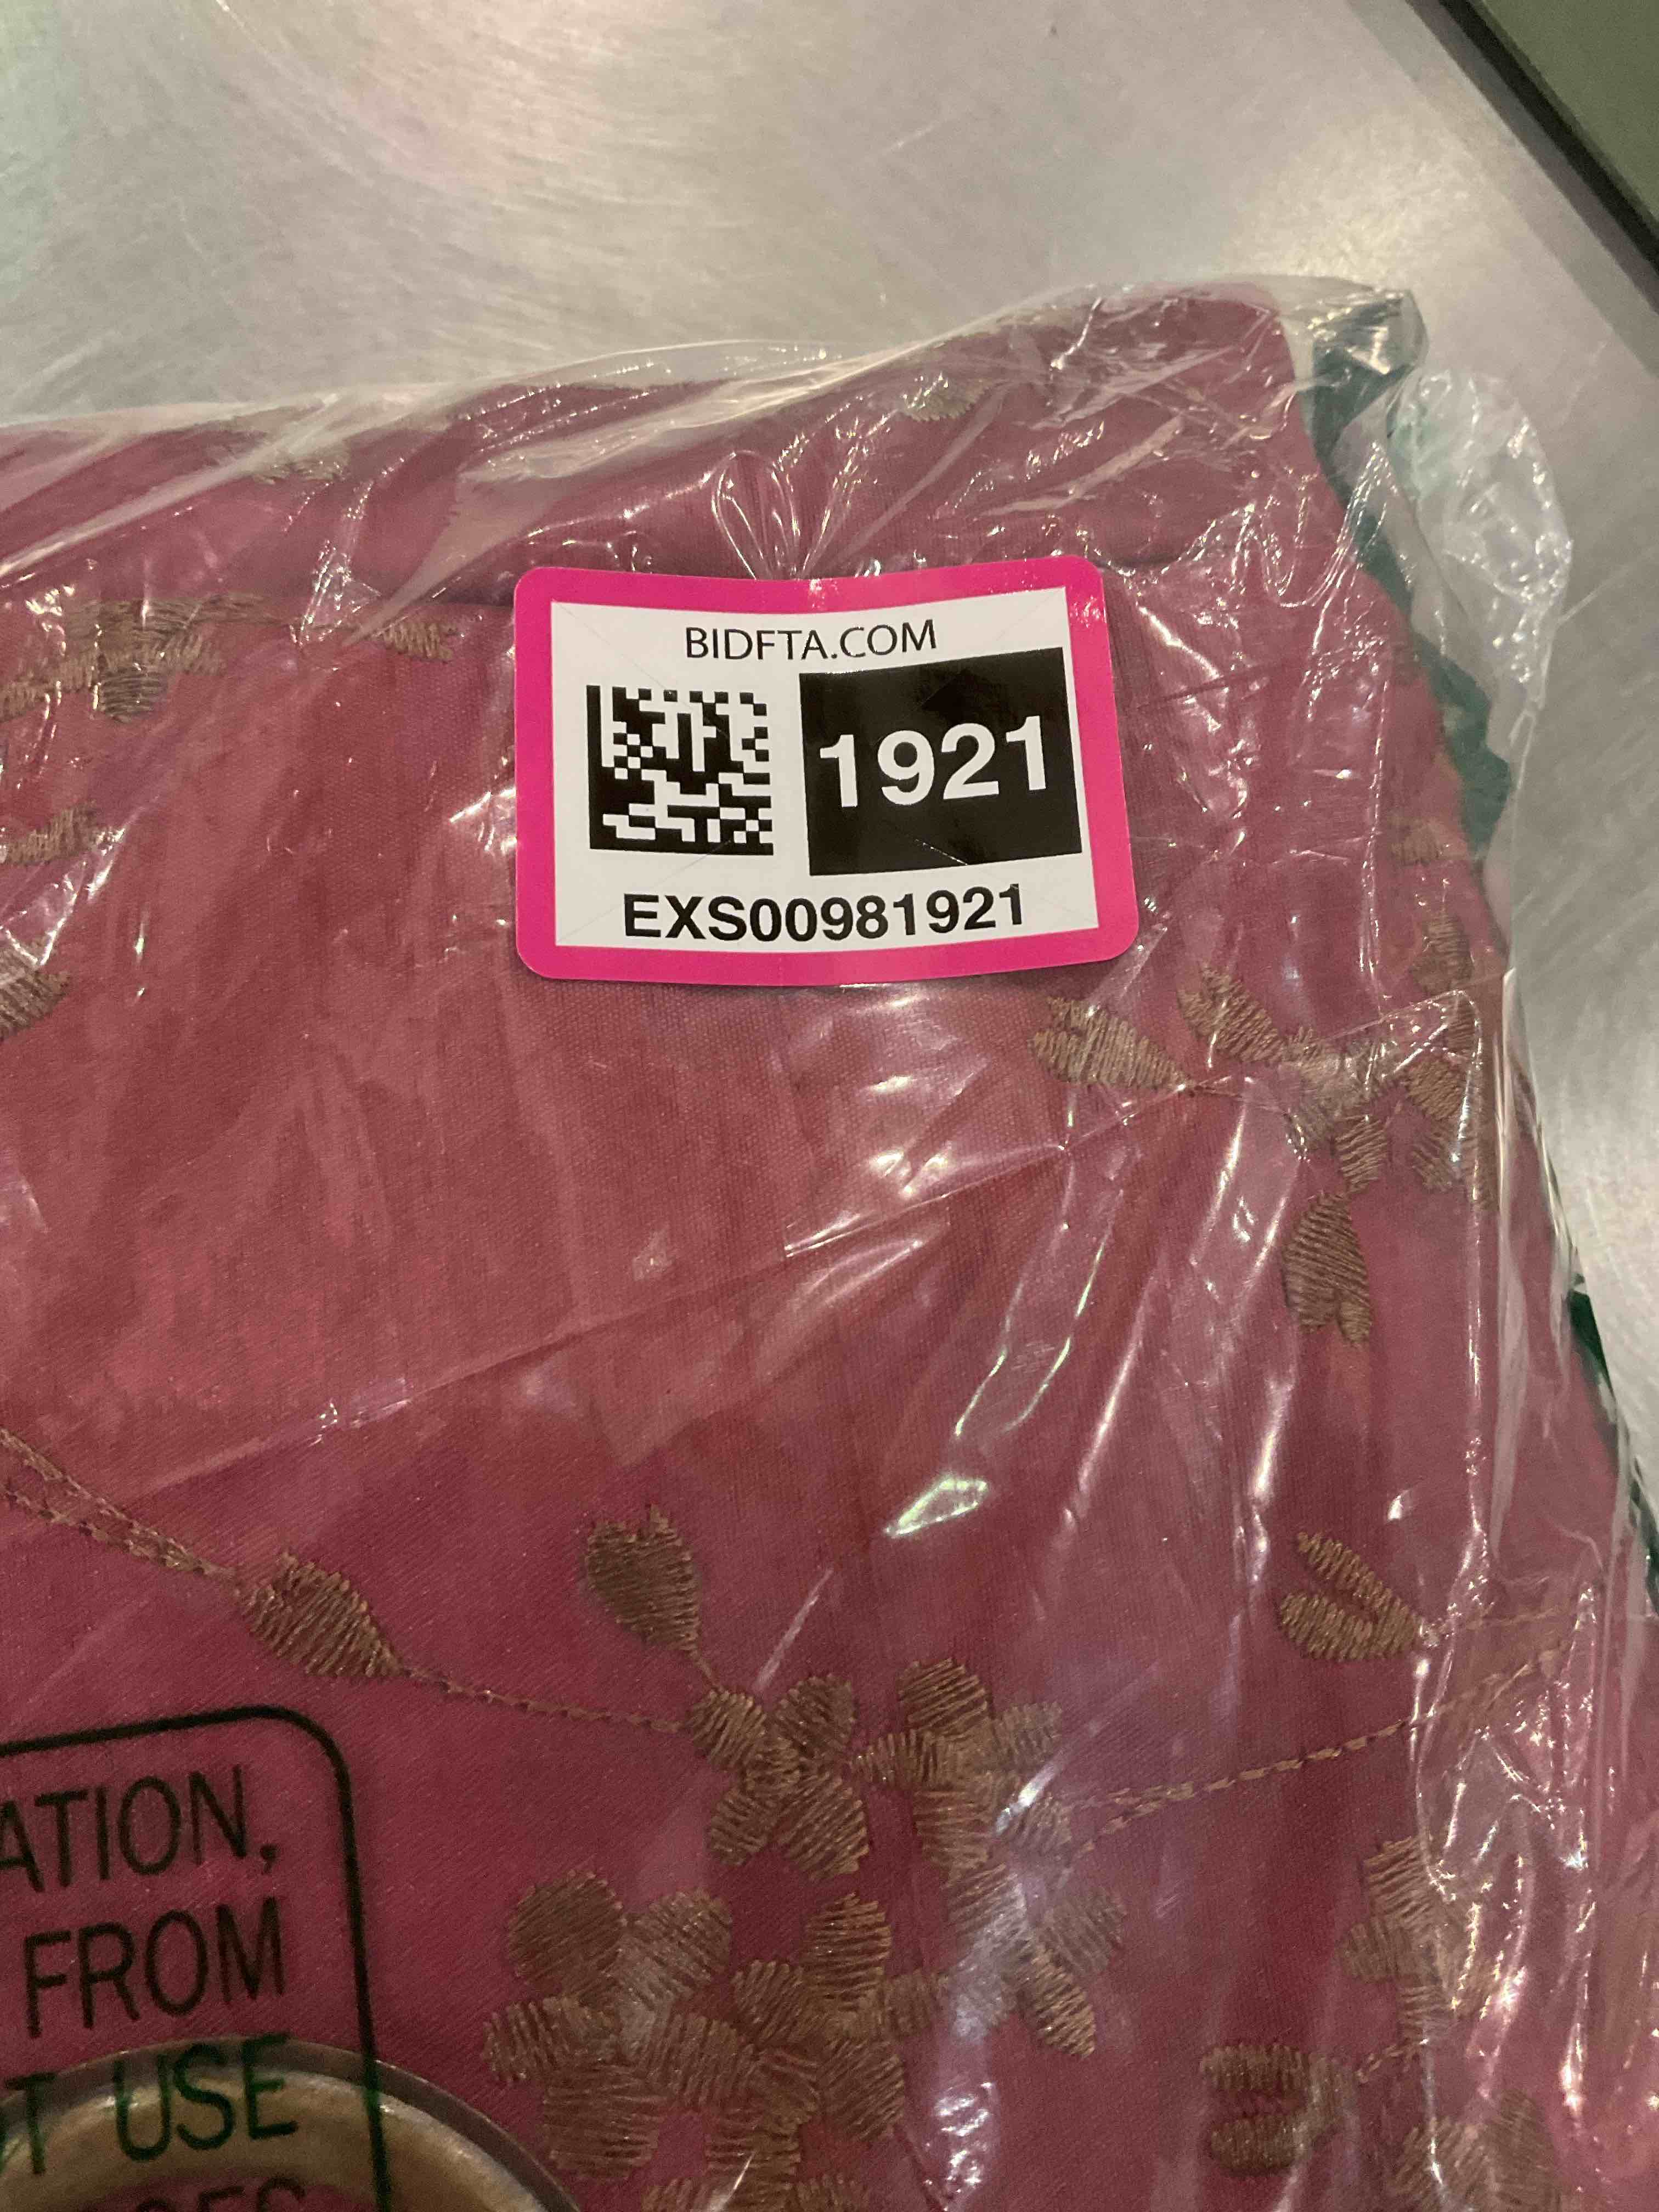 BIDFTA.COM
1921
EXS00981921
ATION,
FROM
T USE